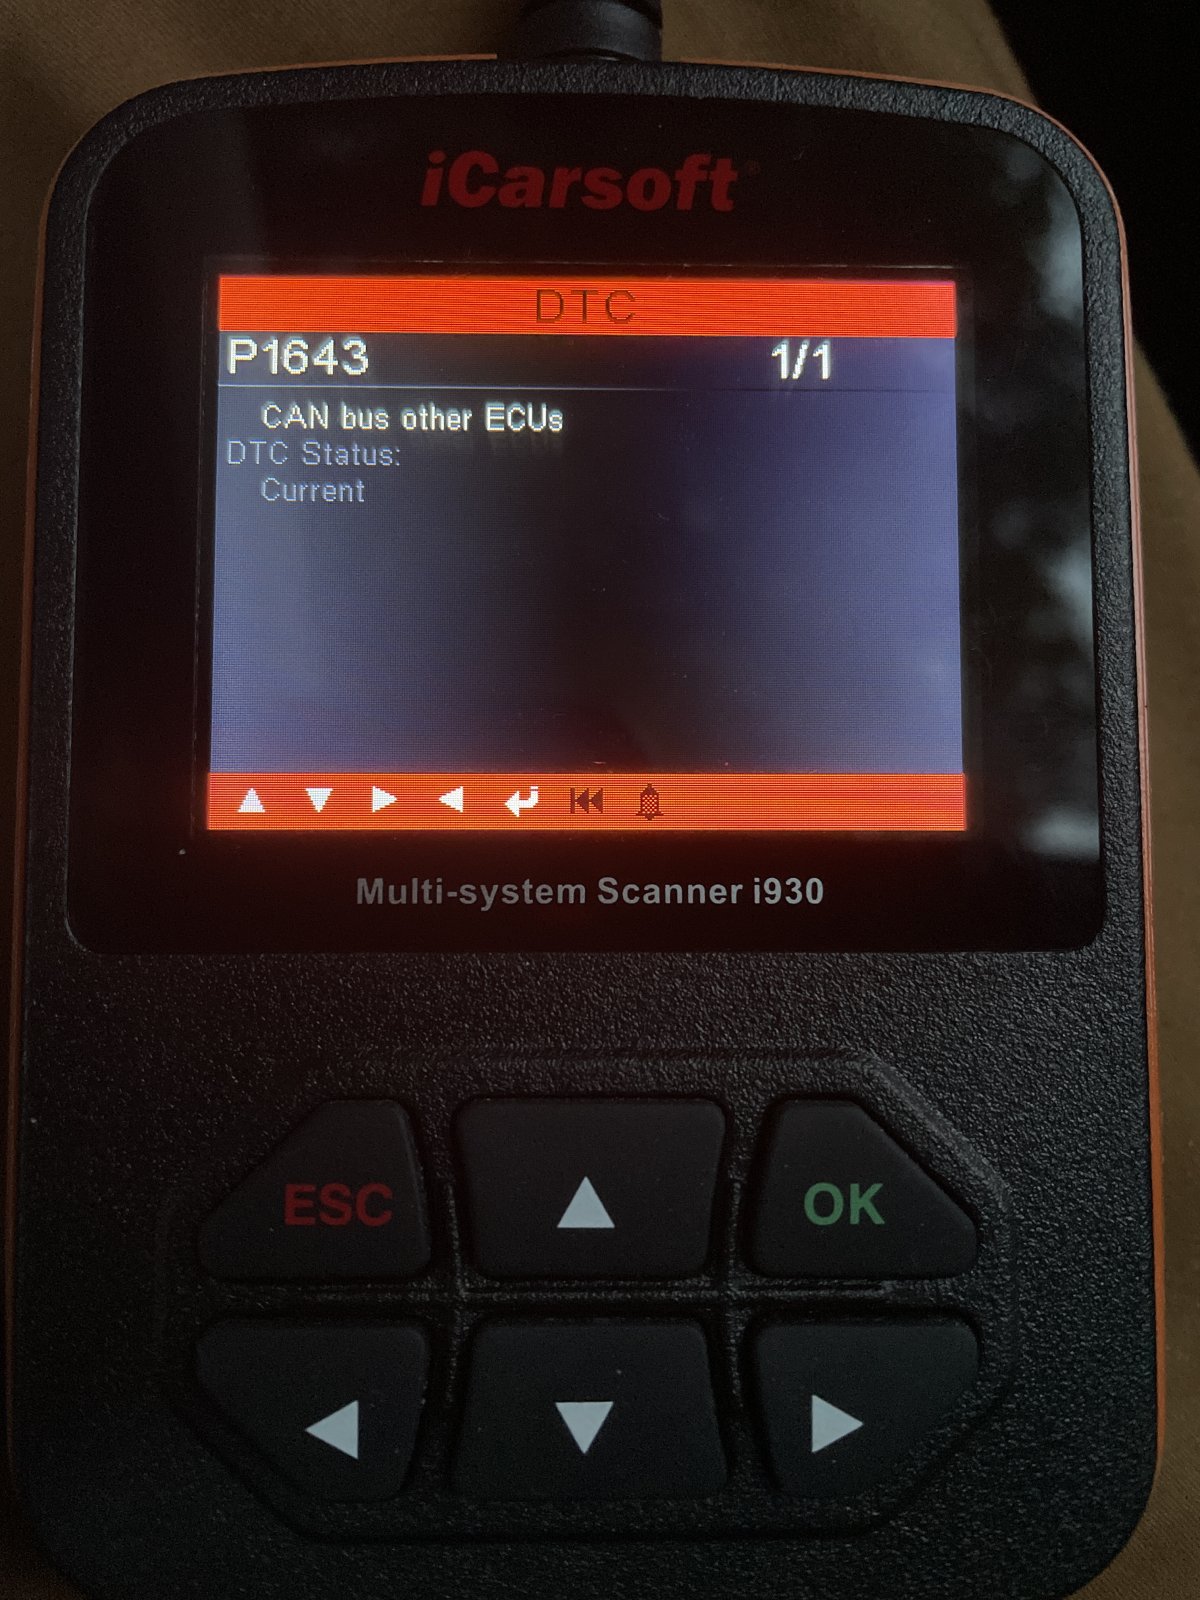 iCarsoft®
DTC
P1643 1/1
CAN bus other ECUs
DTC Status:
Current
Multi-system Scanner i930
ESC
OK